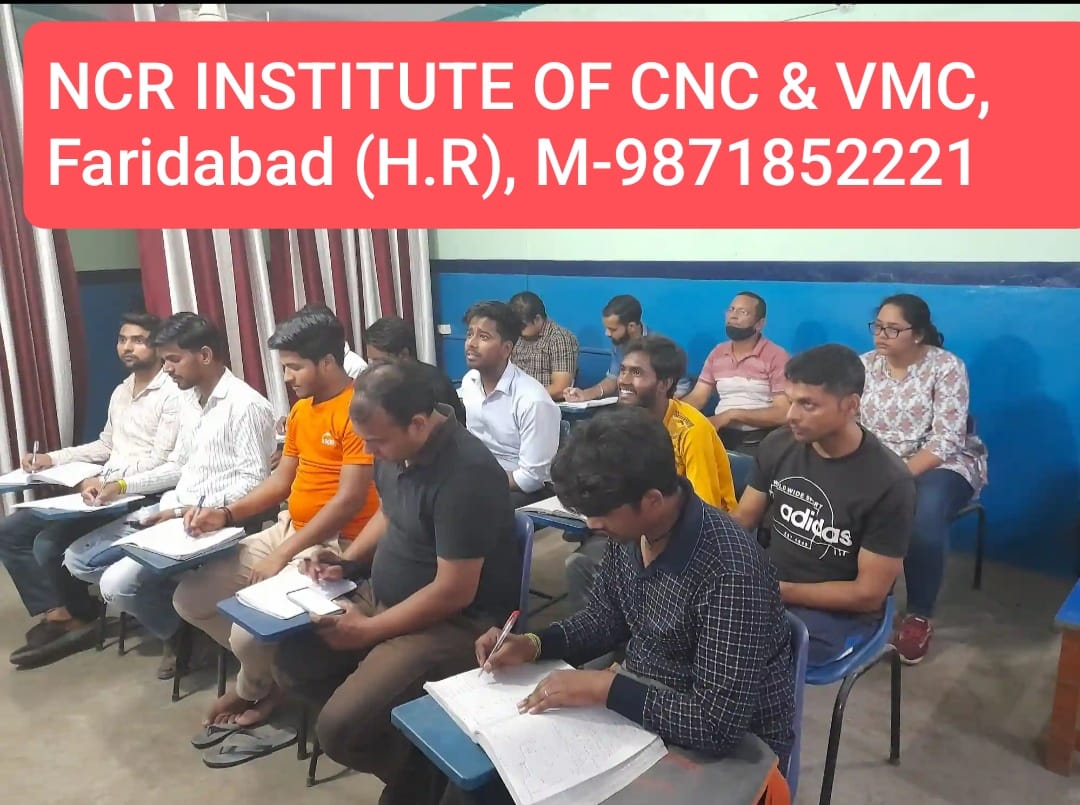 NCR INSTITUTE OF CNC & VMC,
Faridabad (H.R), M-9871852221
adidas